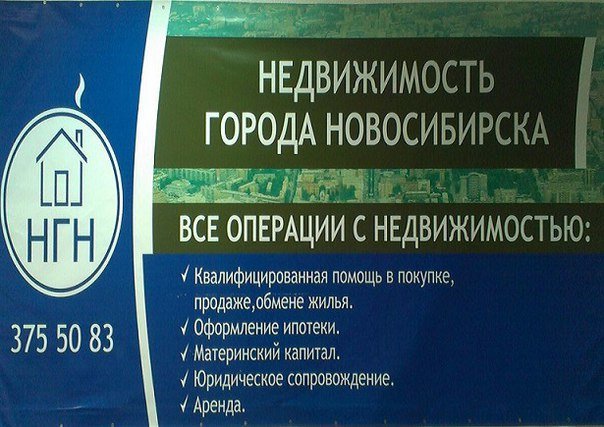 НЕДВИЖИМОСТЬ
ГОРОДА НОВОСИБИРСКА
НГН
ВСЕ ОПЕРАЦИИ С НЕДВИЖИМОСТЬЮ:
✓ Квалифицированная помощь в покупке,
продаже,обмене жилья.
✓ Оформление ипотеки.
✓ Материнский капитал.
✓ Юридическое сопровождение.
✓ Аренда.
375 50 83